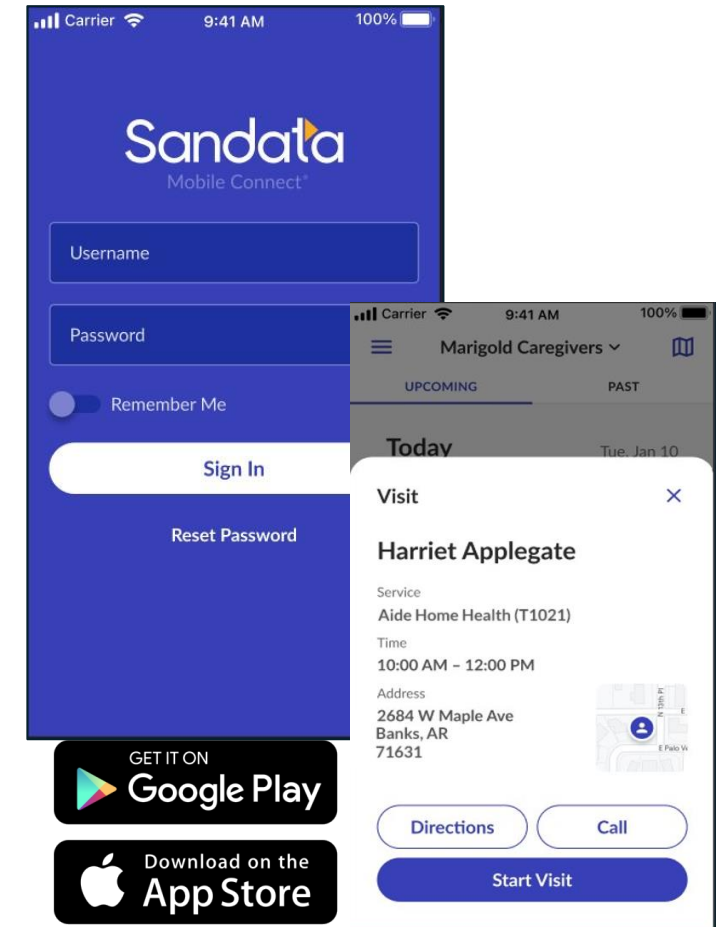 Carrier 9:41 AM 100%
Sandata
Mobile Connect®
Username
Password
Remember Me
Sign In
Reset Password
GET IT ON
Google Play
Download on the
App Store
Carrier 9:41 AM 100%
Marigold Caregivers
UPCOMING PAST
Today Tue, Jan 10
Visit
Harriet Applegate
Service
Aide Home Health (T1021)
Time
10:00 AM – 12:00 PM
Address
2684 W Maple Ave
Banks, AR
71631
N 13th Pl
E
E Palo V
Directions Call
Start Visit